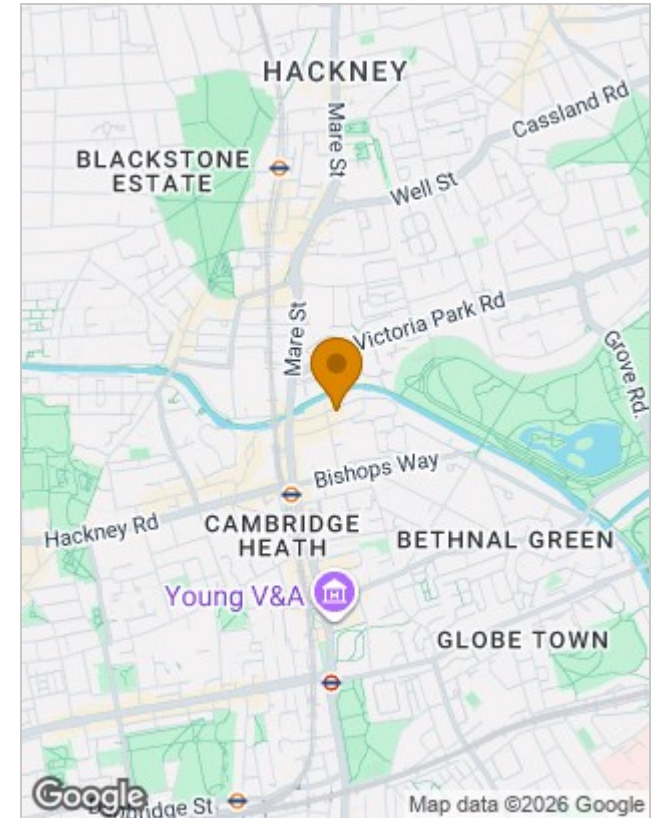 HACKNEY
Cassland Rd
Mare St
BLACKSTONE
ESTATE
Well St
Mare St
Victoria Park Rd
Grove Rd.
Bishops Way
Hackney Rd
CAMBRIDGE
HEATH
BETHNAL GREEN
Young V&A
GLOBE TOWN
Google
Map data ©2026 Google